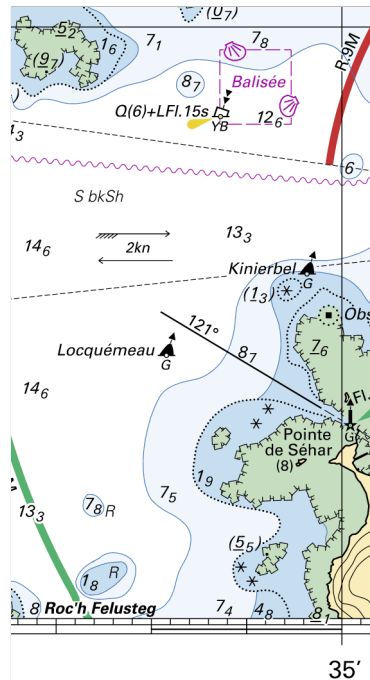 (0₇)
5₂
1₆
7₁
7₈
(9₇)
8₇
Balisée
R.9M
Q(6)+LFl.15s
YB
12₆
6
S bkSh
14₆
2kn
13₃
Kinierbel
G
(1₃)
Obs
121°
Locquémeau
G
8₇
7₆
14₆
Fl.
G
Pointe
de Séhar
(8)
1₉
7₅
7₈ R
13₃
(5₅)
R
1₈
8
Roc'h Felusteg
7₄
4₈
8₁
35'